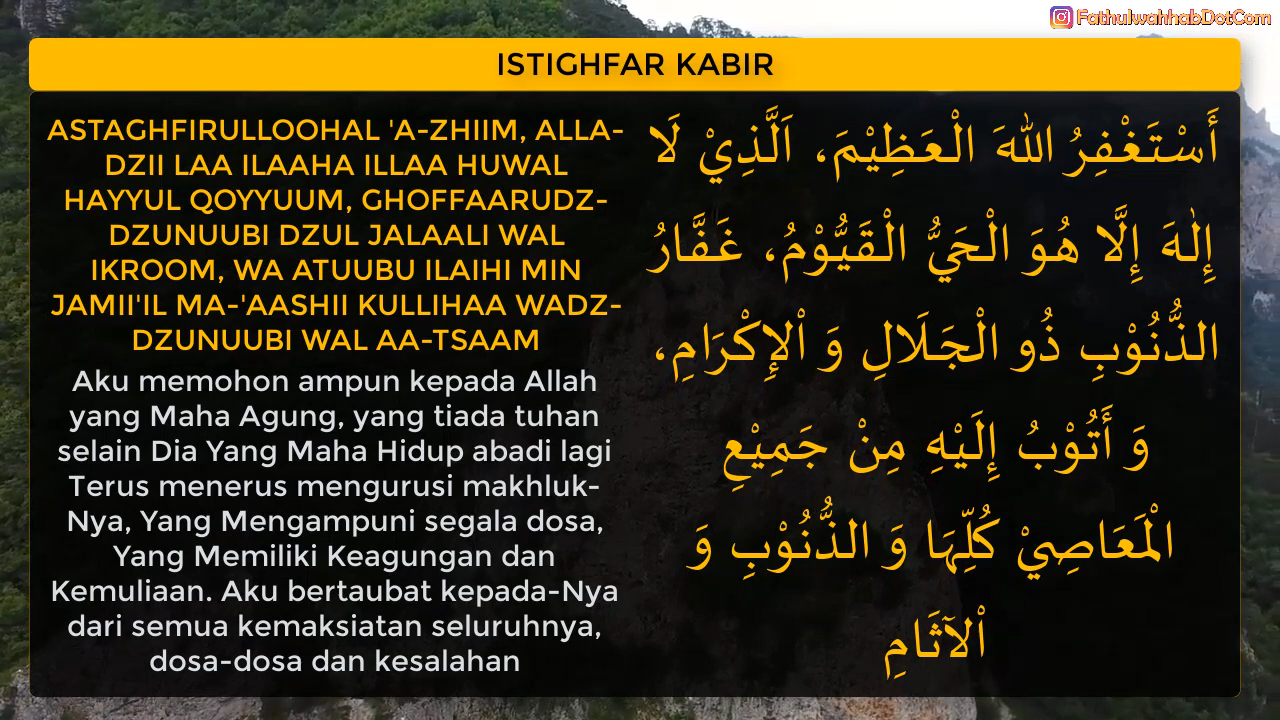 FathulwahhabDotCom
ISTIGHFAR KABIR
ASTAGHFIRULLOOHAL 'A-ZHIIM, ALLA-
DZII LAA ILAAHA ILLAA HUWAL
HAYYUL QOYYUUM, GHOFFAARUDZ-
DZUNUUBI DZUL JALAALI WAL
IKROOM, WA ATUUBU ILAIHI MIN
JAMII'IL MA-'AASHII KULLIHAA WADZ-
DZUNUUBI WAL AA-TSAAM
Aku memohon ampun kepada Allah
yang Maha Agung, yang tiada tuhan
selain Dia Yang Maha Hidup abadi lagi
Terus menerus mengurusi makhluk-
Nya, Yang Mengampuni segala dosa,
Yang Memiliki Keagungan dan
Kemuliaan. Aku bertaubat kepada-Nya
dari semua kemaksiatan seluruhnya,
dosa-dosa dan kesalahan
أَسْتَغْفِرُ اللهَ الْعَظِيْمَ، اَلَّذِيْ لَا
إِلٰهَ إِلَّا هُوَ الْحَيُّ الْقَيُّوْمُ، غَفَّارُ
الذُّنُوْبِ ذُو الْجَلَالِ وَ اْلإِكْرَامِ،
وَ أَتُوْبُ إِلَيْهِ مِنْ جَمِيْعِ
الْمَعَاصِيْ كُلِّهَا وَ الذُّنُوْبِ وَ
اْلآثَامِ